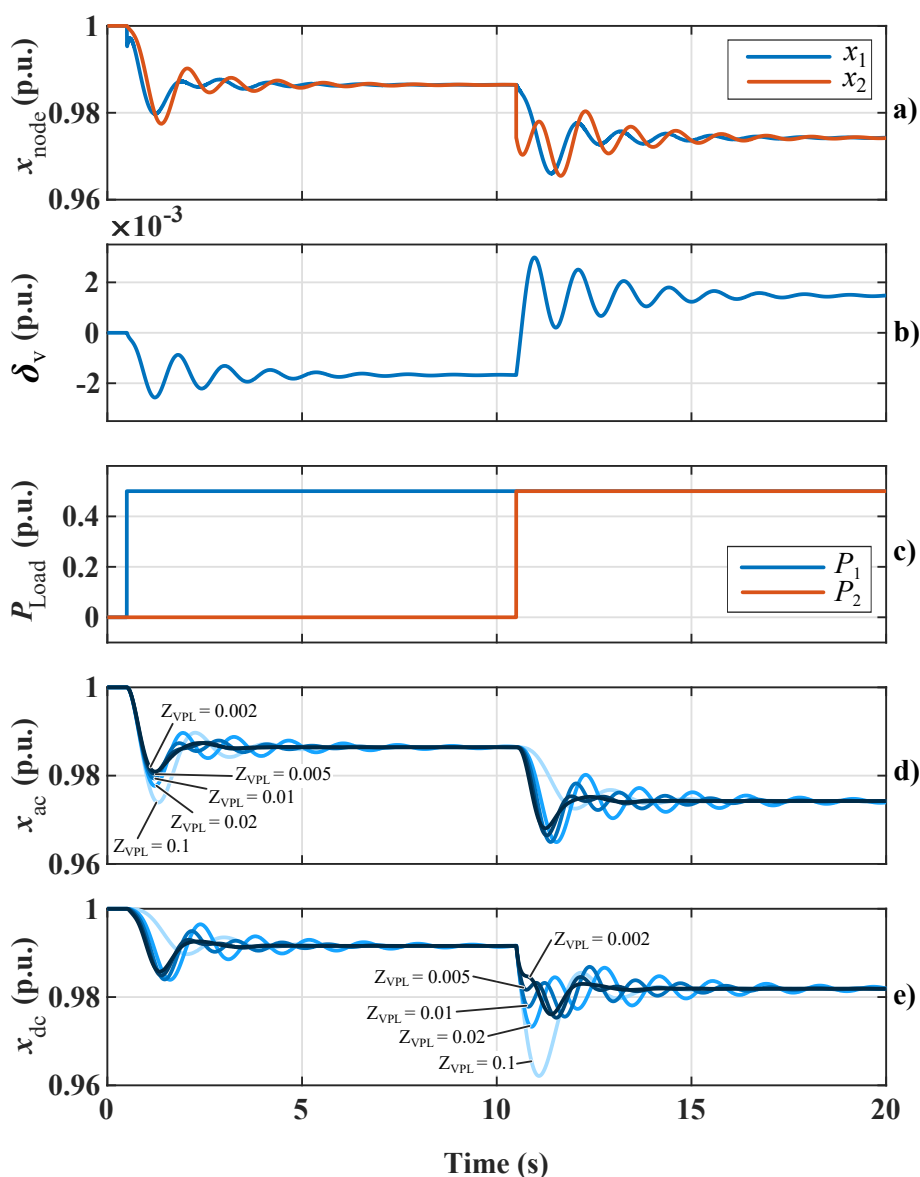 1
0.98
0.96
x_node (p.u.)
x_1
x_2
a)
×10^-3
2
0
-2
δ_v (p.u.)
b)
0.4
0.2
0
P_Load (p.u.)
P_1
P_2
c)
1
0.98
0.96
x_ac (p.u.)
Z_VPL = 0.002
Z_VPL = 0.005
Z_VPL = 0.01
Z_VPL = 0.02
Z_VPL = 0.1
d)
1
0.98
0.96
x_dc (p.u.)
Z_VPL = 0.002
Z_VPL = 0.005
Z_VPL = 0.01
Z_VPL = 0.02
Z_VPL = 0.1
e)
0 5 10 15 20
Time (s)